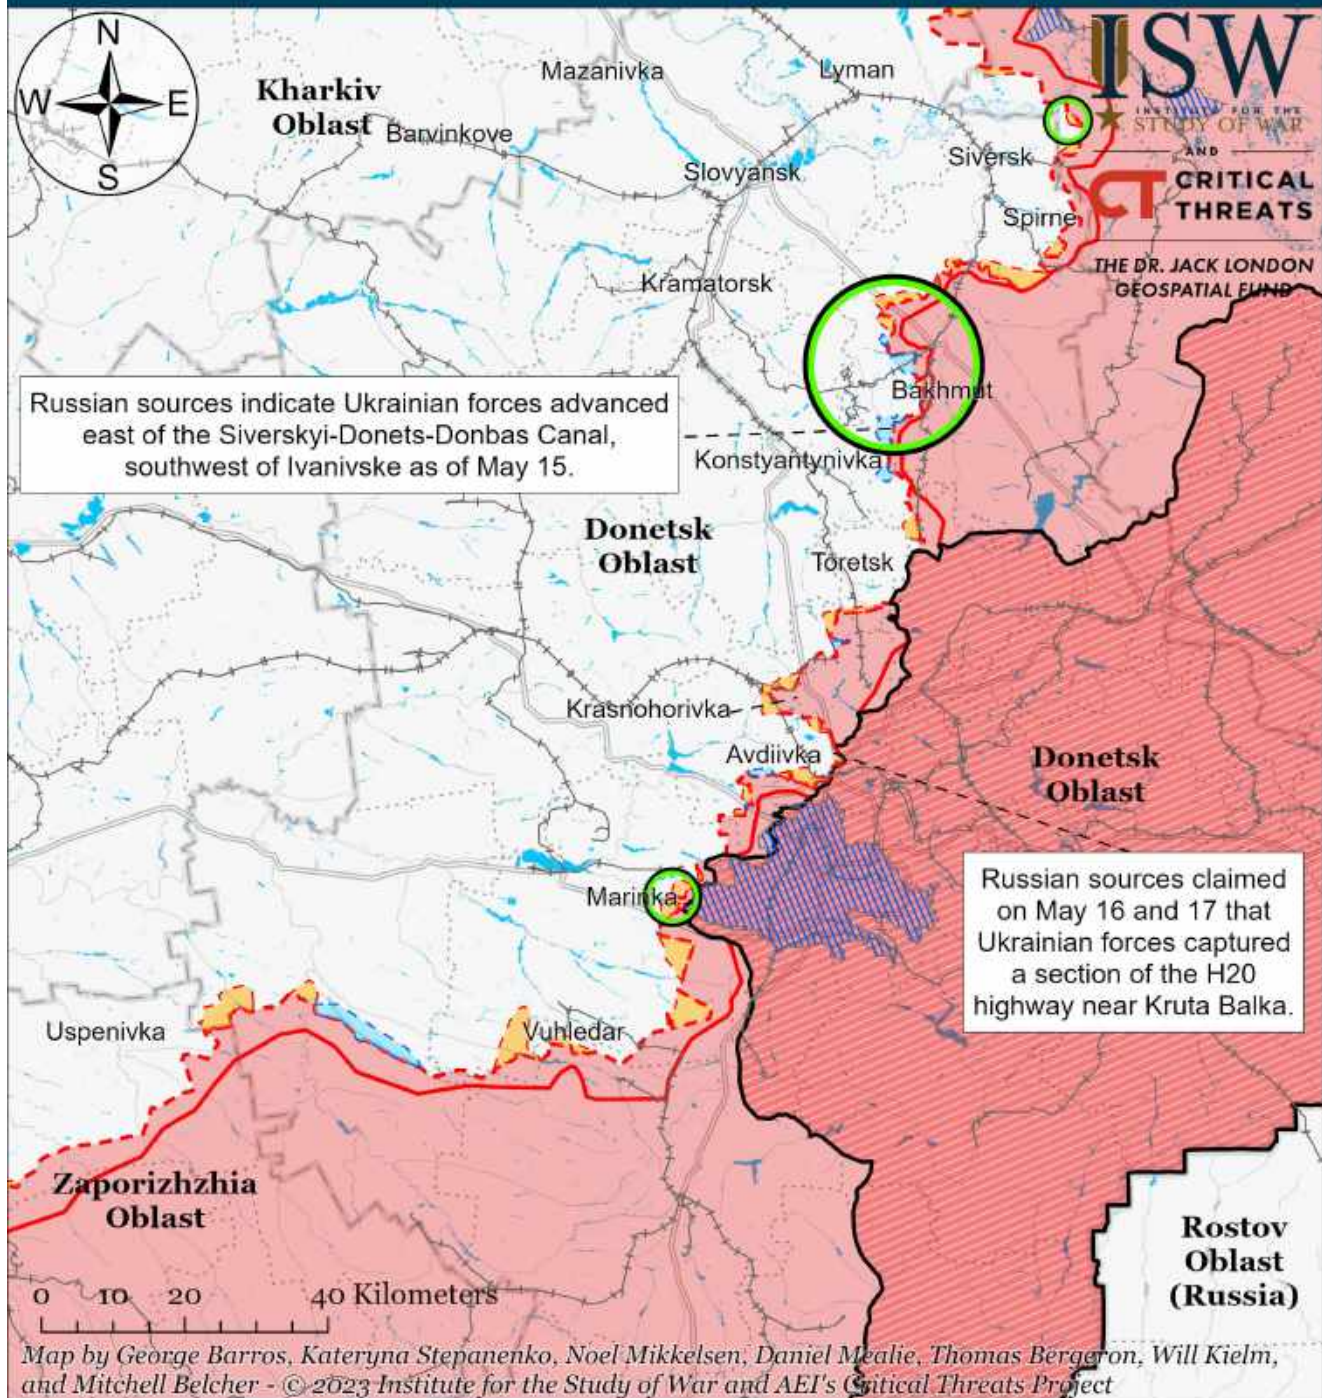 N
W E
S
ISW
INSTITUTE FOR THE
STUDY OF WAR
AND
CT CRITICAL
THREATS
THE DR. JACK LONDON
GEOSPATIAL FUND
Kharkiv
Oblast
Mazanivka
Lyman
Barvinkove
Slovyansk
Siversk
Spirne
Kramatorsk
Bakhmut
Russian sources indicate Ukrainian forces advanced
east of the Siverskyi-Donets-Donbas Canal,
southwest of Ivanivske as of May 15.
Konstyantynivka
Donetsk
Oblast
Toretsk
Krasnohorivka
Avdiivka
Donetsk
Oblast
Marinka
Russian sources claimed
on May 16 and 17 that
Ukrainian forces captured
a section of the H20
highway near Kruta Balka.
Uspenivka
Vuhledar
Zaporizhzhia
Oblast
Rostov
Oblast
(Russia)
0 10 20 40 Kilometers
Map by George Barros, Kateryna Stepanenko, Noel Mikkelsen, Daniel Mealie, Thomas Bergeron, Will Kielm,
and Mitchell Belcher - © 2023 Institute for the Study of War and AEI's Critical Threats Project